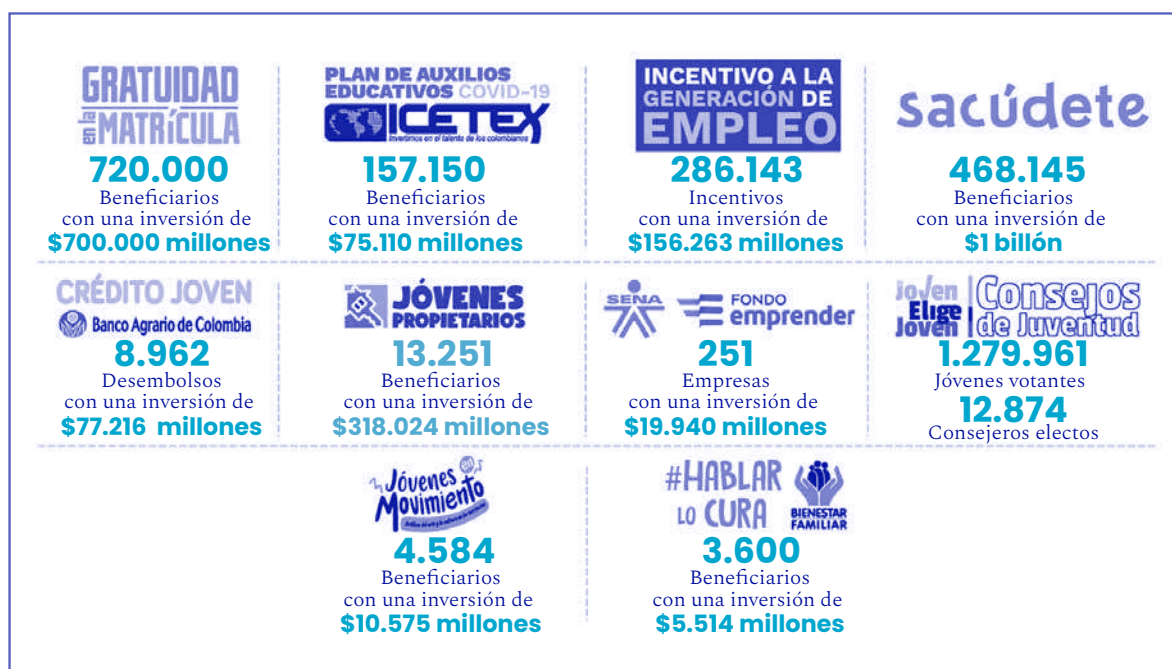 GRATUIDAD
en la
MATRÍCULA
720.000
Beneficiarios
con una inversión de
$700.000 millones
PLAN DE AUXILIOS
EDUCATIVOS COVID-19
ICETEX
Invertimos en el talento de los colombianos
157.150
Beneficiarios
con una inversión de
$75.110 millones
INCENTIVO A LA
GENERACIÓN DE
EMPLEO
286.143
Incentivos
con una inversión de
$156.263 millones
sacúdete
468.145
Beneficiarios
con una inversión de
$1 billón
CRÉDITO JOVEN
Banco Agrario de Colombia
8.962
Desembolsos
con una inversión de
$77.216 millones
JÓVENES
PROPIETARIOS
13.251
Beneficiarios
con una inversión de
$318.024 millones
SENA
FONDO
emprender
251
Empresas
con una inversión de
$19.940 millones
Joven
Elige
Joven
Consejos
de Juventud
1.279.961
Jóvenes votantes
12.874
Consejeros electos
Jóvenes
Movimiento
4.584
Beneficiarios
con una inversión de
$10.575 millones
#HABLAR
LO CURA
BIENESTAR
FAMILIAR
3.600
Beneficiarios
con una inversión de
$5.514 millones